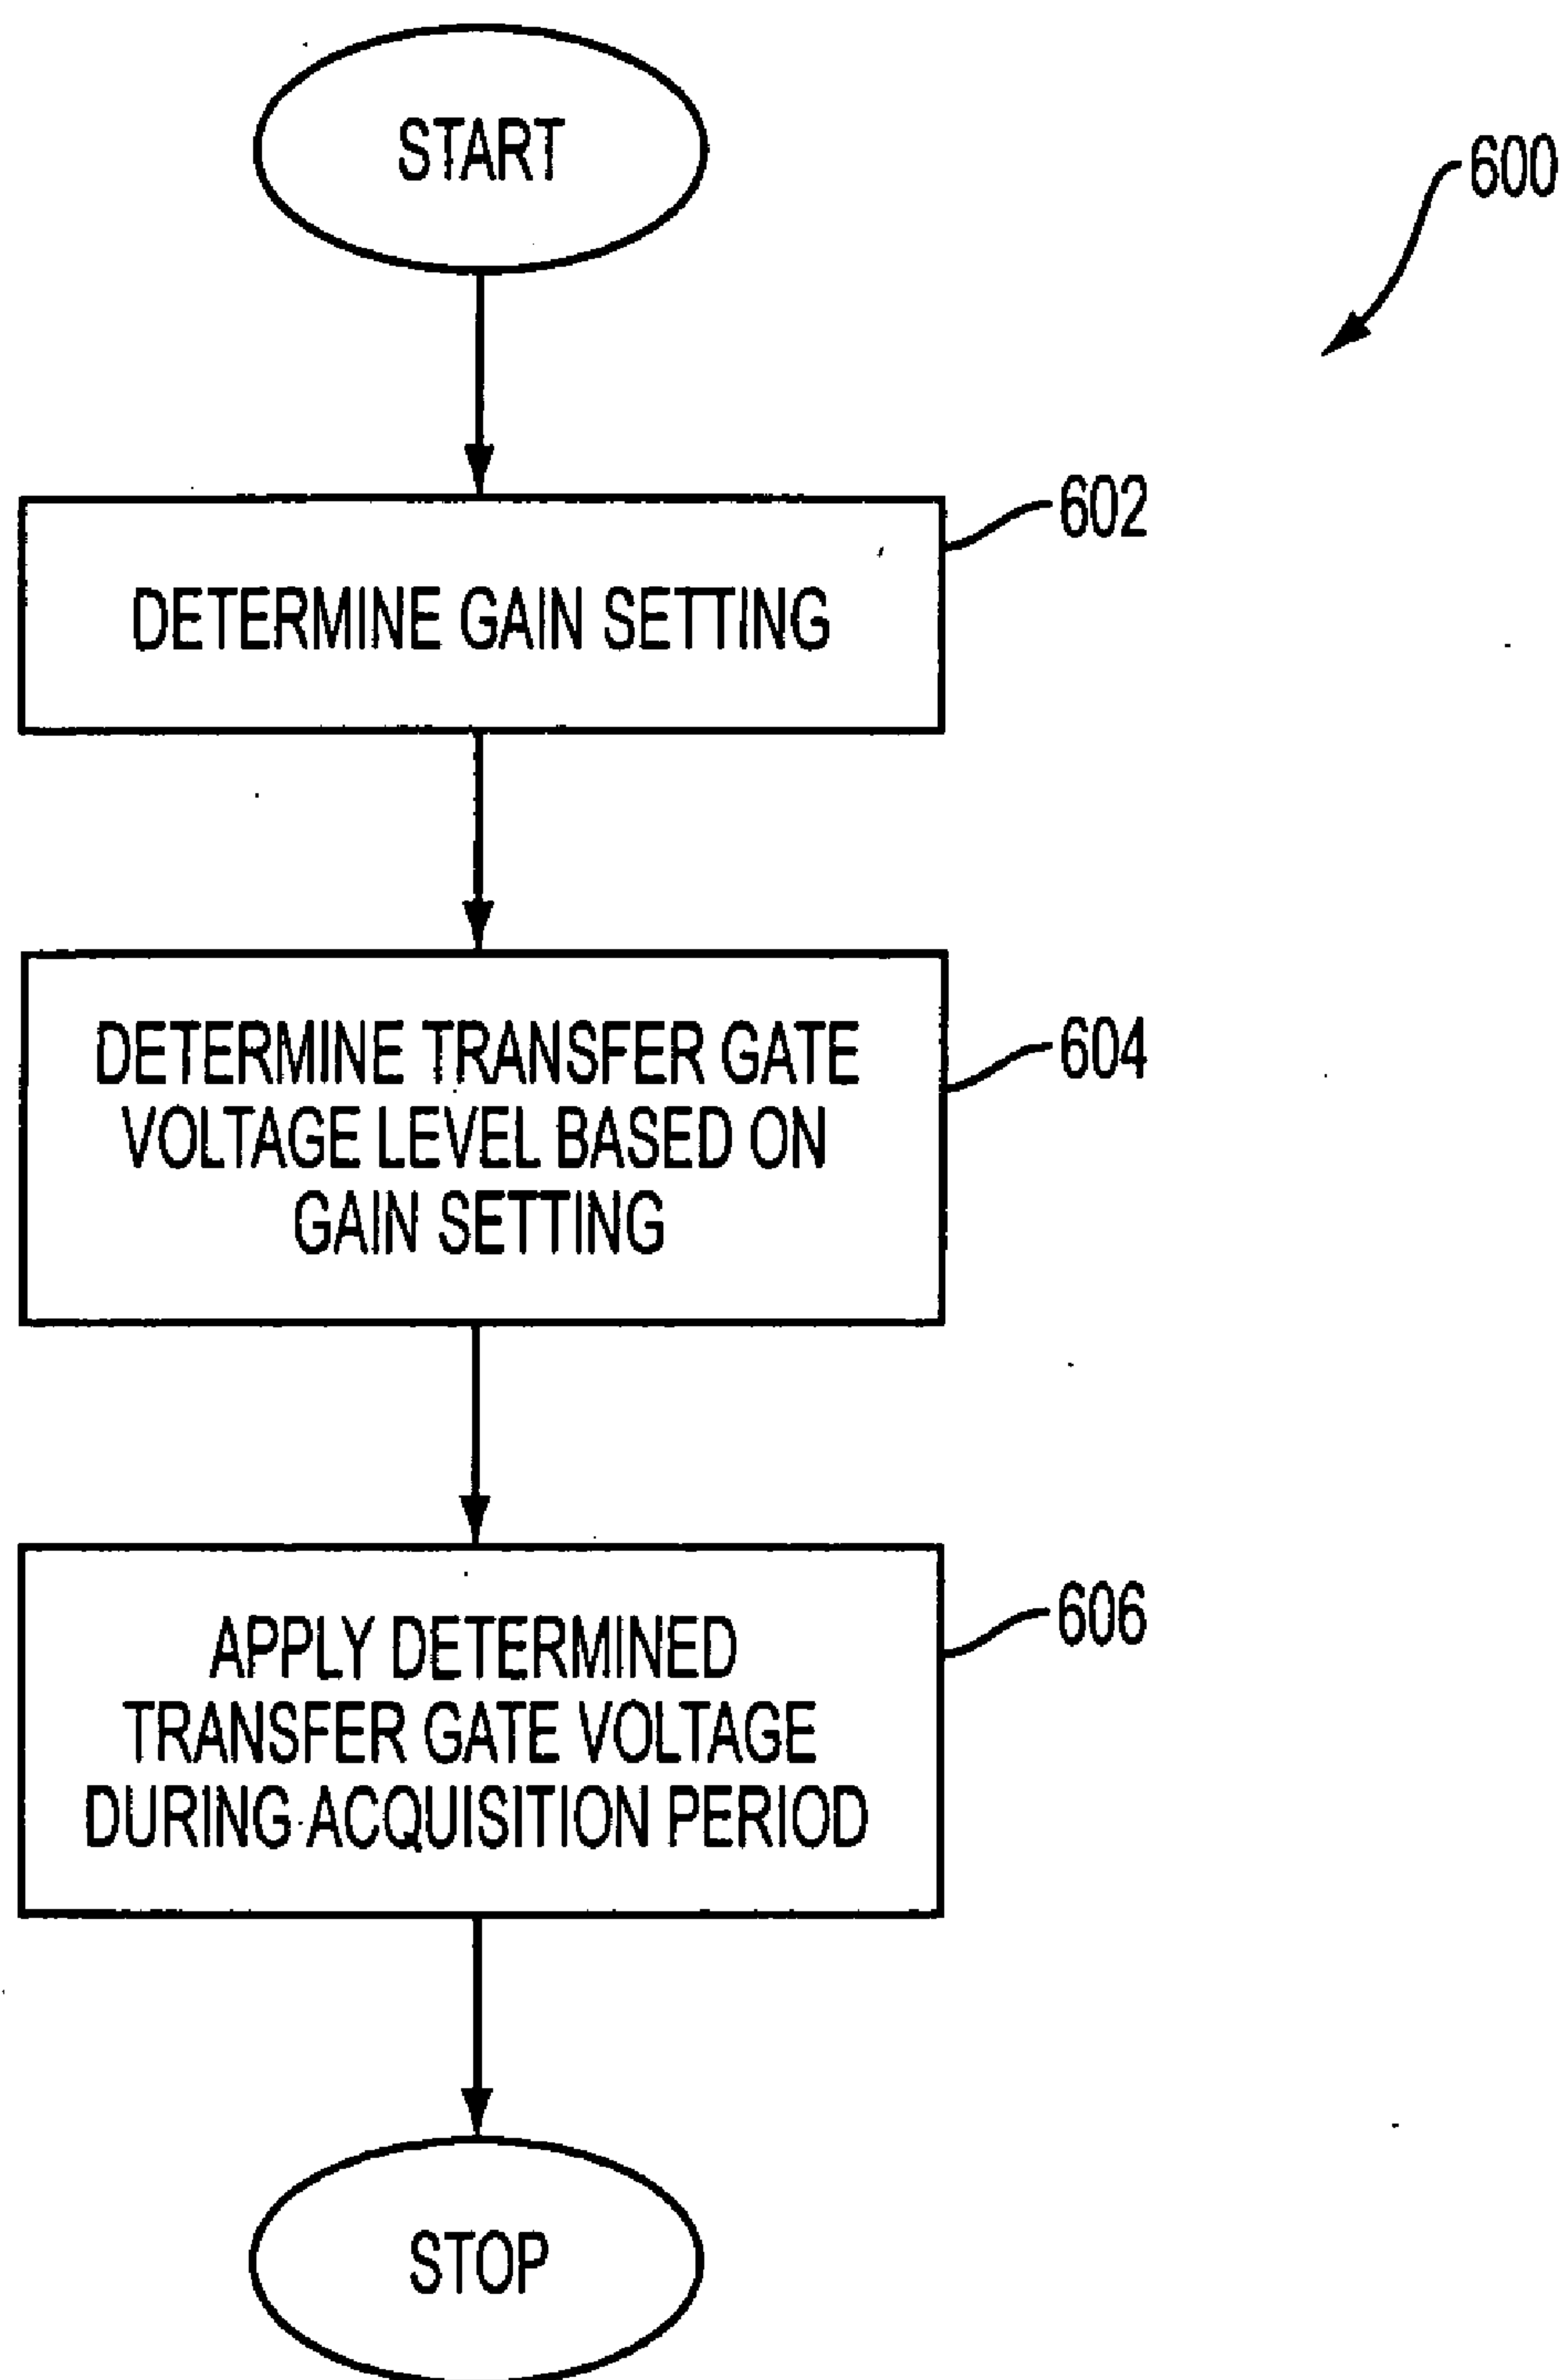 START
600
602
DETERMINE GAIN SETTING
DETERMINE TRANSFER GATE
VOLTAGE LEVEL BASED ON
GAIN SETTING
604
APPLY DETERMINED
TRANSFER GATE VOLTAGE
DURING ACQUISITION PERIOD
606
STOP